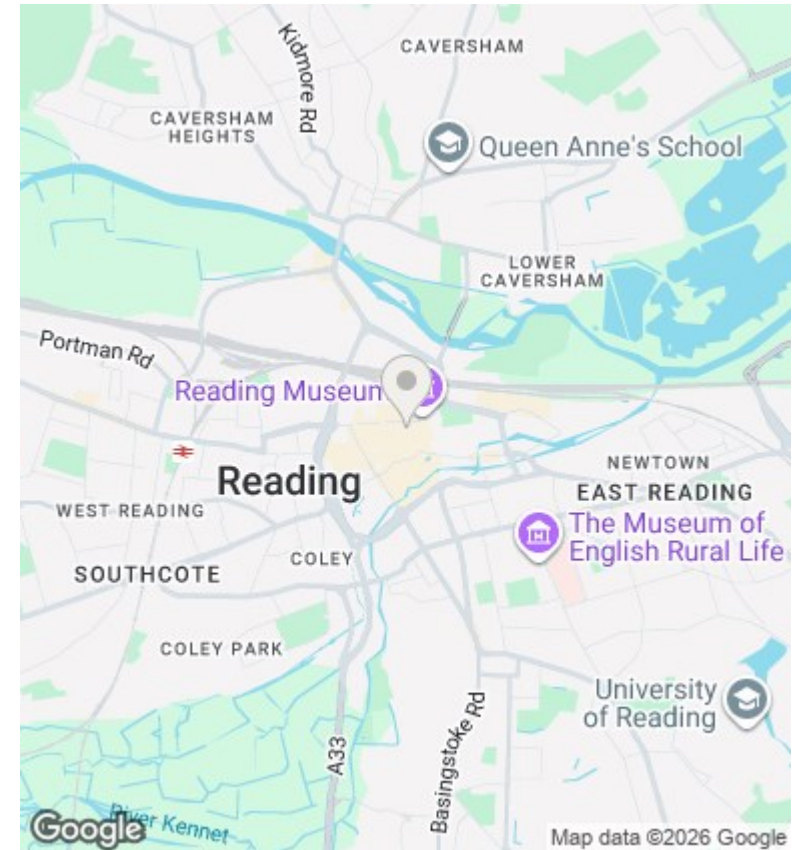 Kidmore Rd
CAVERSHAM
CAVERSHAM
HEIGHTS
Queen Anne's School
LOWER
CAVERSHAM
Portman Rd
Reading Museum
Reading
NEWTOWN
EAST READING
WEST READING
The Museum of
English Rural Life
COLEY
SOUTHCOTE
COLEY PARK
University
of Reading
A33
Basingstoke Rd
River Kennet
Google
Map data ©2026 Google